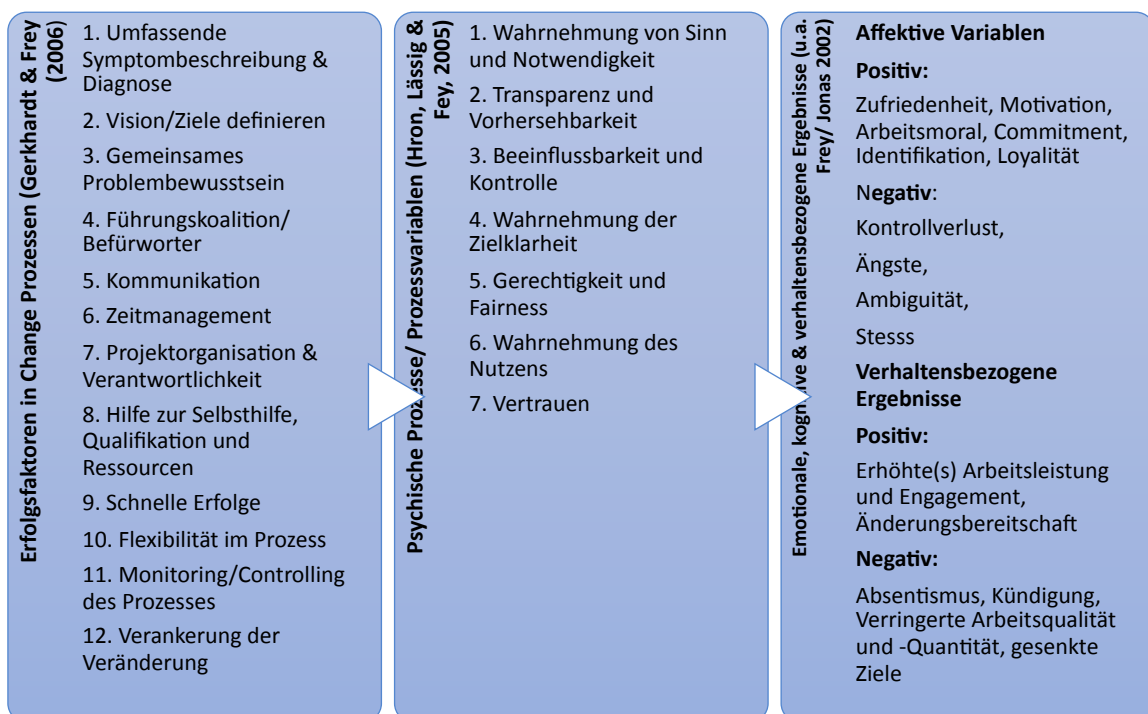 Erfolgsfaktoren in Change Prozessen (Gerkhardt & Frey
(2006)
1. Umfassende
Symptombeschreibung &
Diagnose
2. Vision/Ziele definieren
3. Gemeinsames
Problembewusstsein
4. Führungskoalition/
Befürworter
5. Kommunikation
6. Zeitmanagement
7. Projektorganisation &
Verantwortlichkeit
8. Hilfe zur Selbsthilfe,
Qualifikation und
Ressourcen
9. Schnelle Erfolge
10. Flexibilität im Prozess
11. Monitoring/Controlling
des Prozesses
12. Verankerung der
Veränderung
Psychische Prozesse/ Prozessvariablen (Hron, Lässig &
Fey, 2005)
1. Wahrnehmung von Sinn
und Notwendigkeit
2. Transparenz und
Vorhersehbarkeit
3. Beeinflussbarkeit und
Kontrolle
4. Wahrnehmung der
Zielklarheit
5. Gerechtigkeit und
Fairness
6. Wahrnehmung des
Nutzens
7. Vertrauen
Emotionale, kognitive & verhaltensbezogene Ergebnisse (u.a.
Frey/ Jonas 2002)
Affektive Variablen
Positiv:
Zufriedenheit, Motivation,
Arbeitsmoral, Commitment,
Identifikation, Loyalität
Negativ:
Kontrollverlust,
Ängste,
Ambiguität,
Stesss
Verhaltensbezogene
Ergebnisse
Positiv:
Erhöhte(s) Arbeitsleistung
und Engagement,
Änderungsbereitschaft
Negativ:
Absentismus, Kündigung,
Verringerte Arbeitsqualität
und -Quantität, gesenkte
Ziele